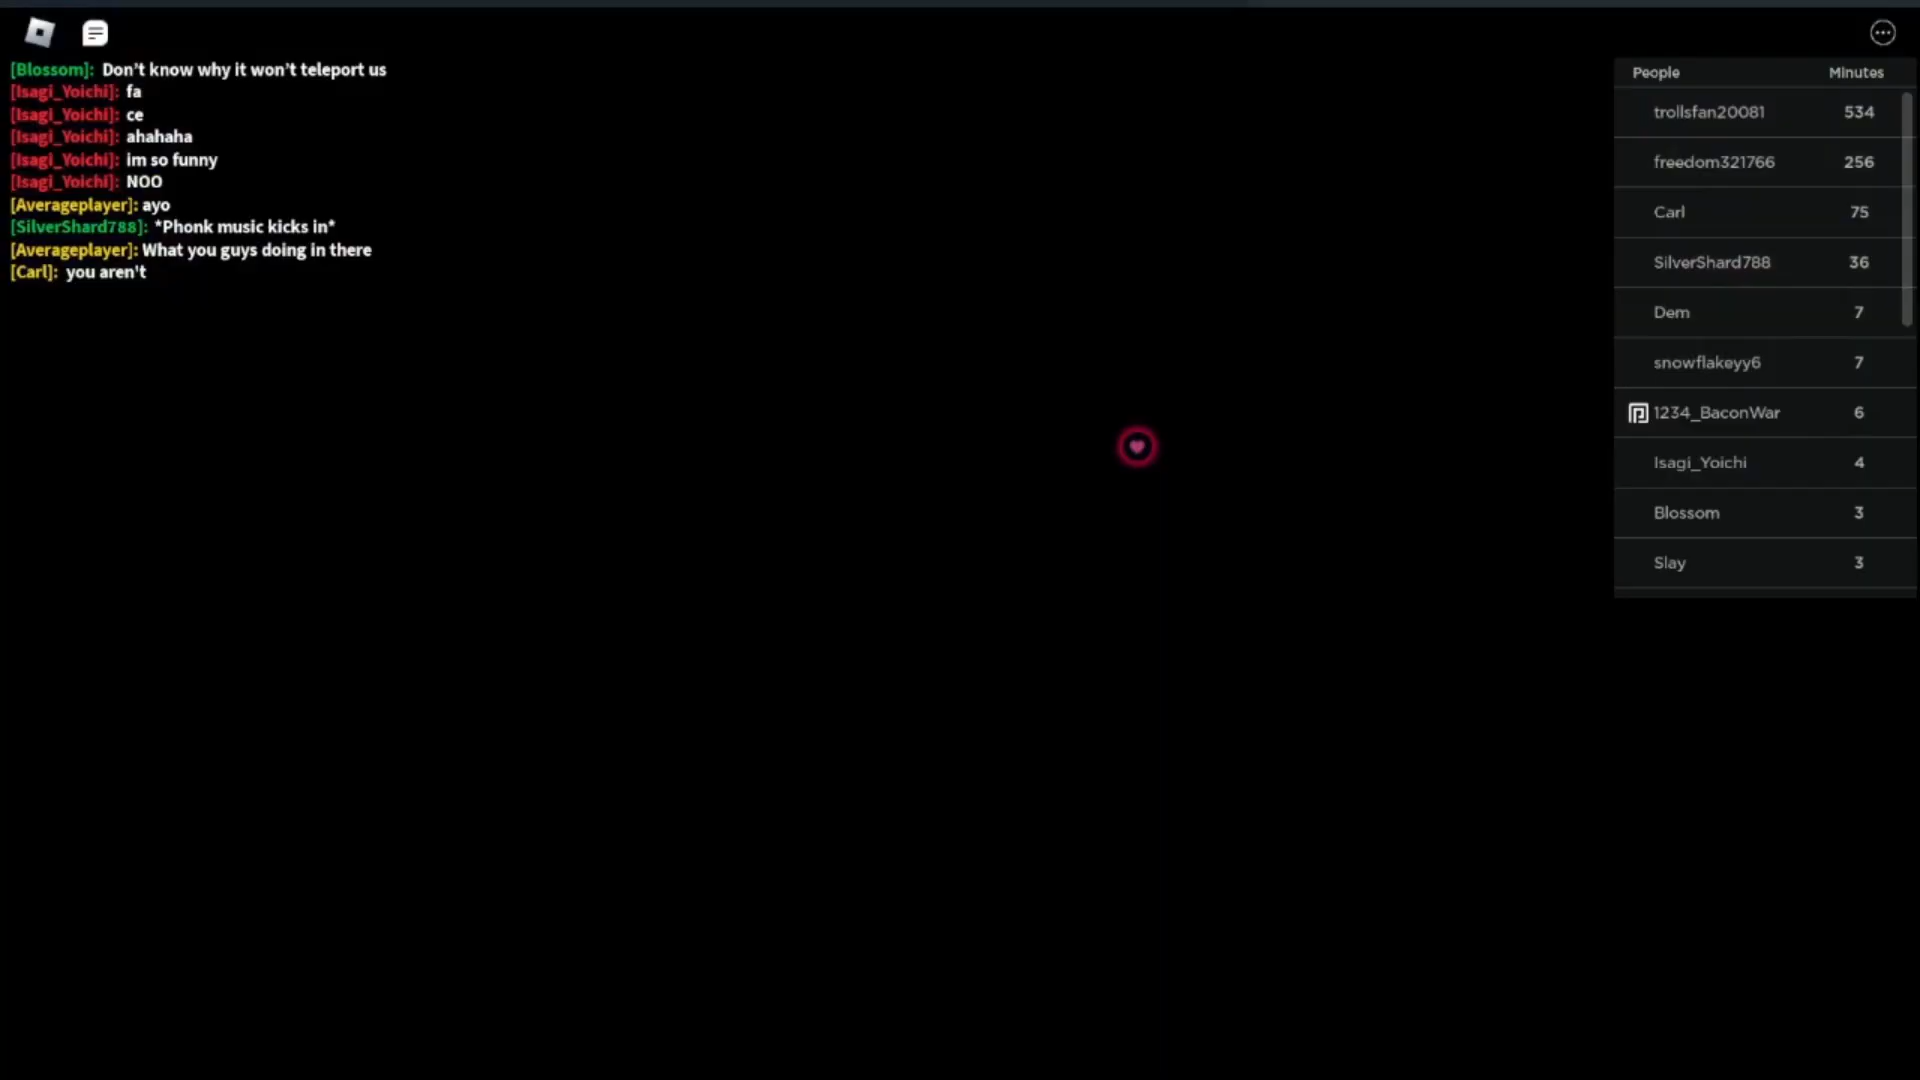 [Blossom]: Don't know why it won't teleport us
[Isagi_Yoichi]: fa
[Isagi_Yoichi]: ce
[Isagi_Yoichi]: ahahaha
[Isagi_Yoichi]: im so funny
[Isagi_Yoichi]: NOO
[Averageplayer]: ayo
[SilverShard788]: *Phonk music kicks in*
[Averageplayer]: What you guys doing in there
[Carl]: you aren't
People Minutes
trollsfan20081 534
freedom321766 256
Carl 75
SilverShard788 36
Dem 7
snowflakeyy6 7
1234_BaconWar 6
Isagi_Yoichi 4
Blossom 3
Slay 3